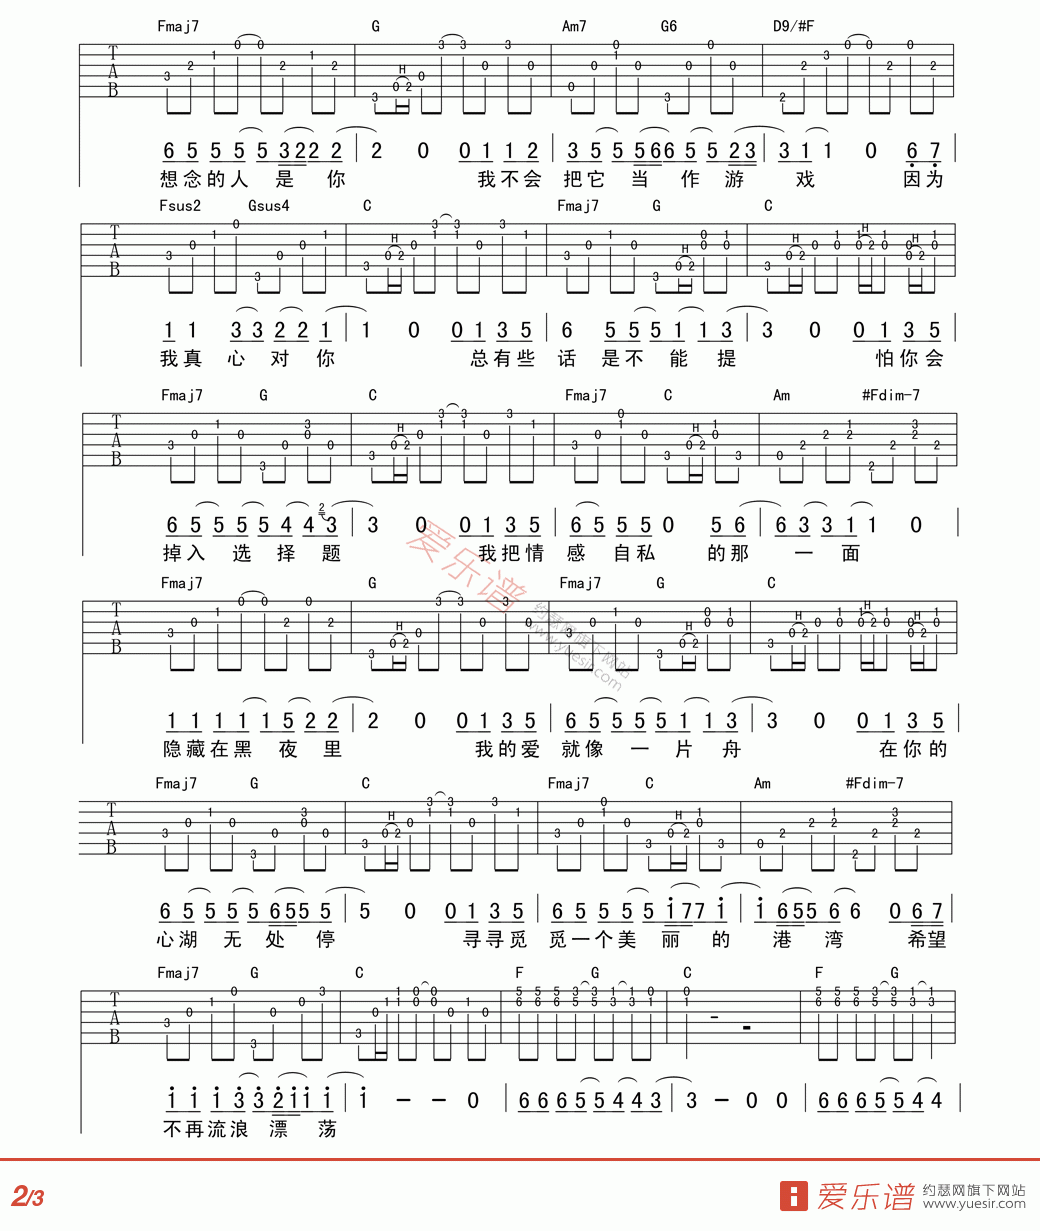 Fmaj7 G Am7 G6 D9/#F
6 5 5 5 5 3 2 2 2 | 2 0 0 1 1 2 | 3 5 5 5 6 6 5 5 2 3 | 3 1 1 0 6 7
想念的人是你 我不会把它当作游戏 因为
Fsus2 Gsus4 C Fmaj7 G C
1 1 3 3 2 2 1 | 1 0 0 1 3 5 | 6 5 5 5 1 1 3 | 3 0 0 1 3 5
我真心对你 总有些话是不能提 怕你会
Fmaj7 G C Fmaj7 C Am #Fdim-7
6 5 5 5 5 4 4 3 | 3 0 0 1 3 5 | 6 5 5 5 0 5 6 | 6 3 3 1 1 0
掉入选择题 我把情感自私的那一面
Fmaj7 G Fmaj7 G C
1 1 1 1 1 5 2 2 | 2 0 0 1 3 5 | 6 5 5 5 5 1 1 3 | 3 0 0 1 3 5
隐藏在黑夜里 我的爱就像一片舟 在你的
Fmaj7 G C Fmaj7 C Am #Fdim-7
6 5 5 5 5 6 5 5 5 | 5 0 0 1 3 5 | 6 5 5 5 5 1 7 7 1 | 1 6 5 5 6 6 0 6 7
心湖无处停 寻寻觅觅一个美丽的港湾 希望
Fmaj7 G C F G C F G
1 1 1 3 3 2 1 1 1 | 1 - - 0 | 6 6 6 5 5 4 4 3 | 3 - 0 0 | 6 6 6 5 5 4 4
不再流浪漂荡
爱乐谱
约瑟网旗下网站
www.yuesir.com
2/3
爱乐谱 约瑟网旗下网站
www.yuesir.com